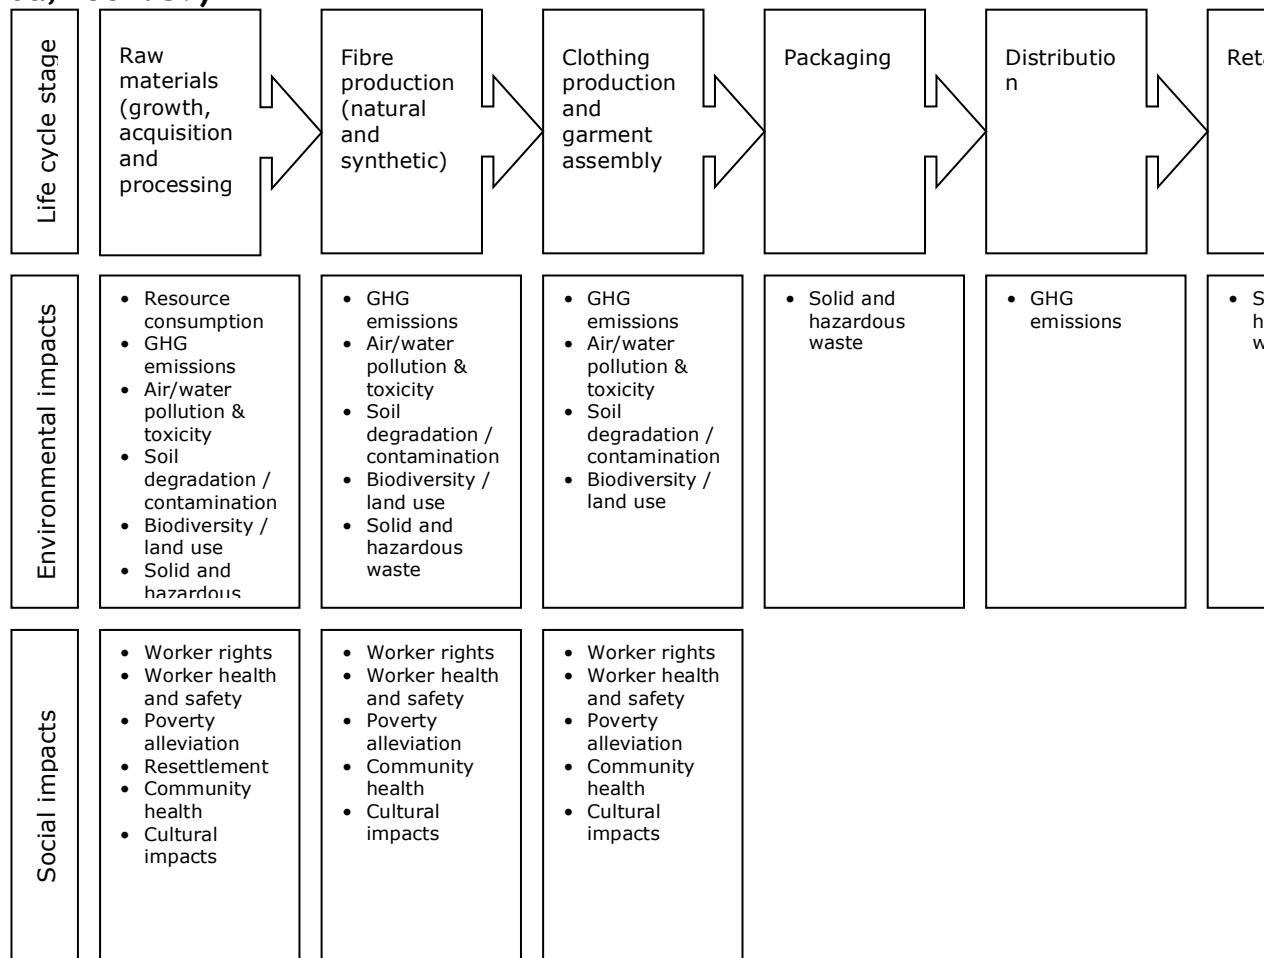 Life cycle stage
Raw
materials
(growth,
acquisition
and
processing
Fibre
production
(natural
and
synthetic)
Clothing
production
and
garment
assembly
Packaging
Distributio
n
Environmental impacts
• Resource
consumption
• GHG
emissions
• Air/water
pollution &
toxicity
• Soil
degradation /
contamination
• Biodiversity /
land use
• Solid and
hazardous
• GHG
emissions
• Air/water
pollution &
toxicity
• Soil
degradation /
contamination
• Biodiversity /
land use
• Solid and
hazardous
waste
• GHG
emissions
• Air/water
pollution &
toxicity
• Soil
degradation /
contamination
• Biodiversity /
land use
• Solid and
hazardous
waste
• GHG
emissions
Social impacts
• Worker rights
• Worker health
and safety
• Poverty
alleviation
• Resettlement
• Community
health
• Cultural
impacts
• Worker rights
• Worker health
and safety
• Poverty
alleviation
• Community
health
• Cultural
impacts
• Worker rights
• Worker health
and safety
• Poverty
alleviation
• Community
health
• Cultural
impacts